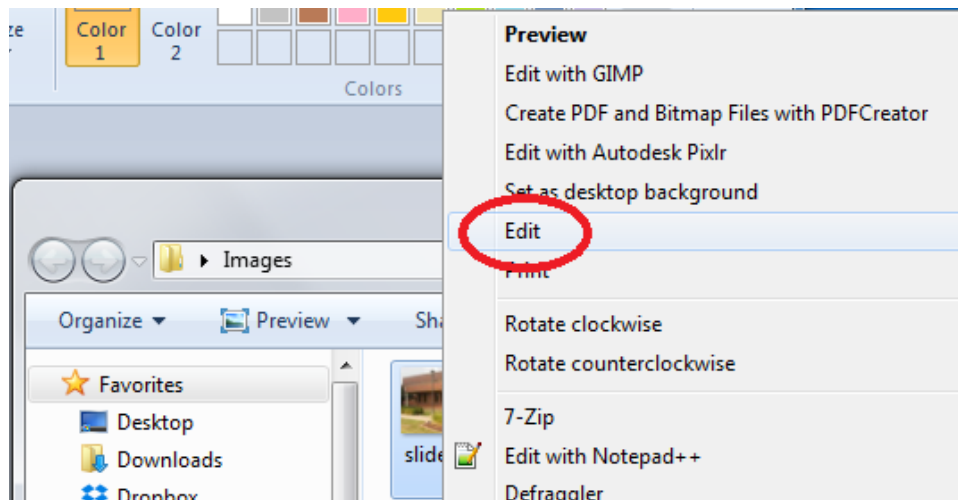 Color
1
Color
2
Colors
Images
Organize
Preview
Favorites
Desktop
Downloads
Dropbox
slide
Preview
Edit with GIMP
Create PDF and Bitmap Files with PDFCreator
Edit with Autodesk Pixlr
Set as desktop background
Edit
Print
Rotate clockwise
Rotate counterclockwise
7-Zip
Edit with Notepad++
Defraggler